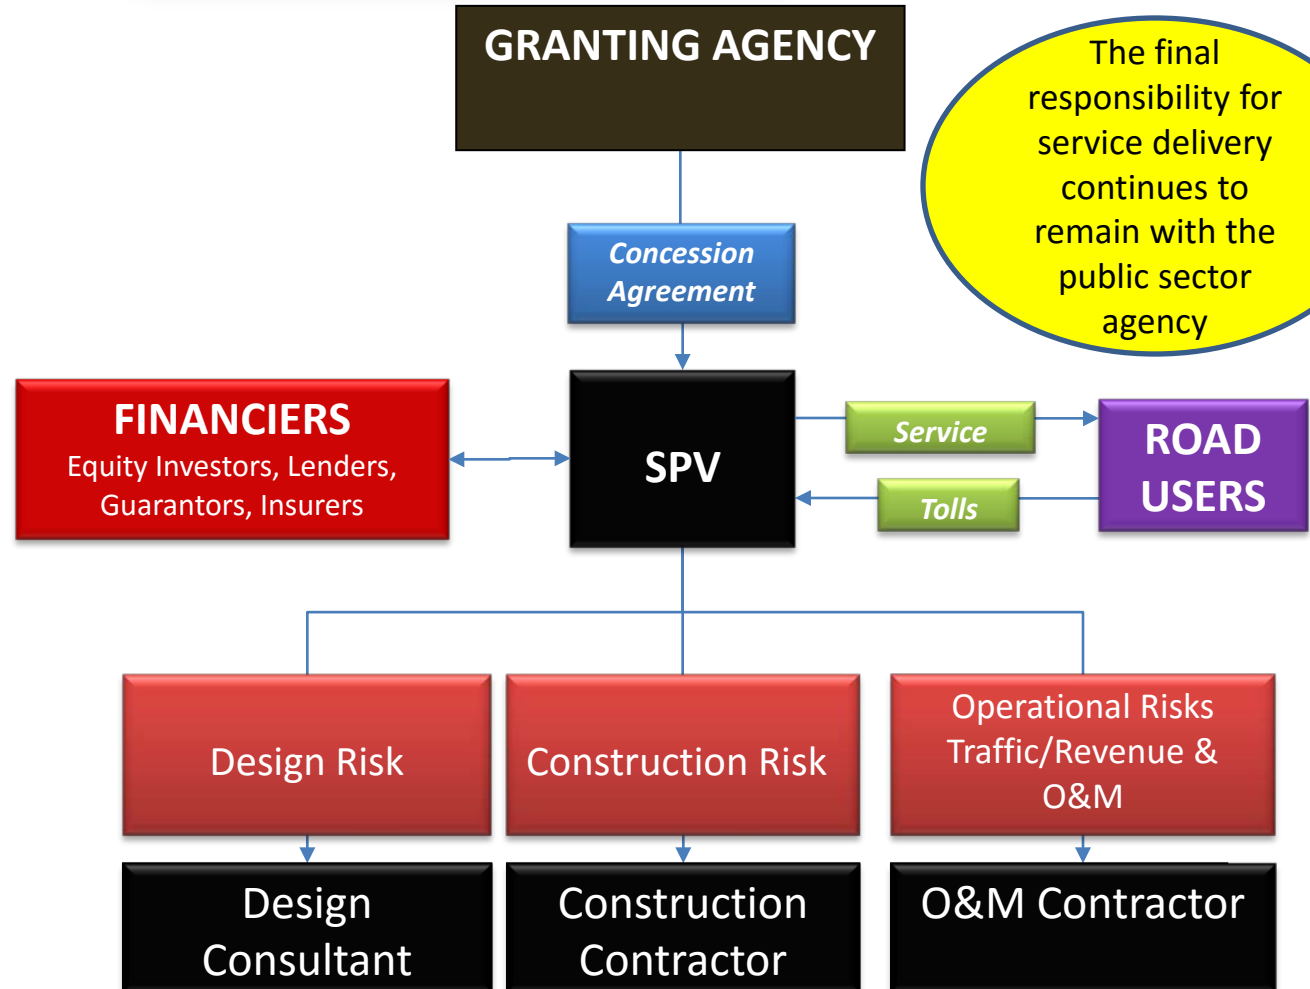 GRANTING AGENCY
The final
responsibility for
service delivery
continues to
remain with the
public sector
agency
Concession
Agreement
FINANCIERS
Equity Investors, Lenders,
Guarantors, Insurers
SPV
Service
Tolls
ROAD
USERS
Design Risk
Construction Risk
Operational Risks
Traffic/Revenue &
O&M
Design
Consultant
Construction
Contractor
O&M Contractor